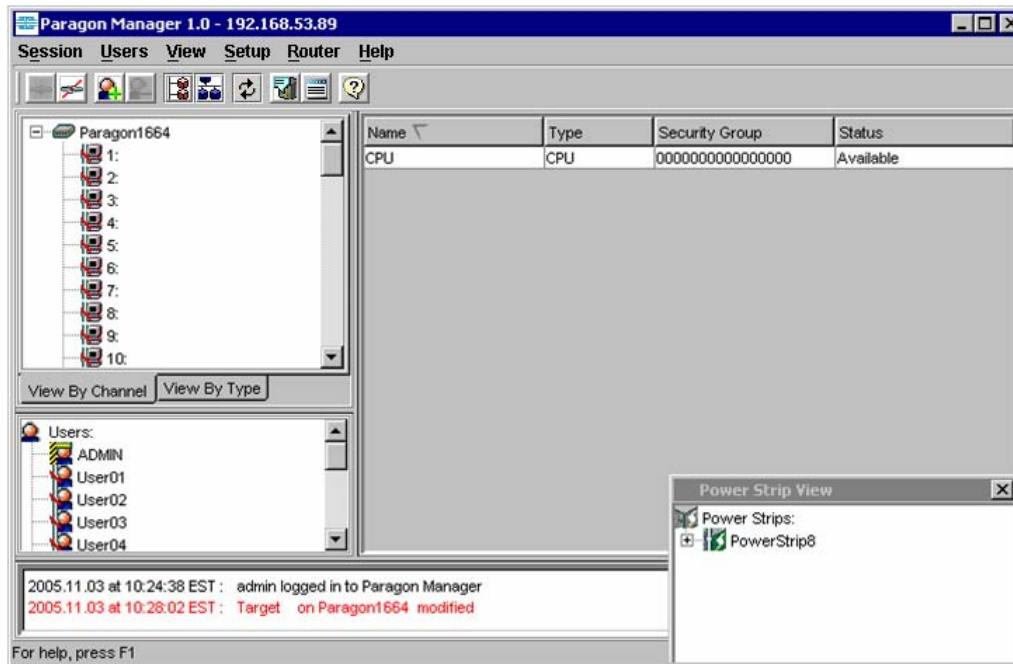 Paragon Manager 1.0 - 192.168.53.89
Session Users View Setup Router Help
Paragon1664
1:
2:
3:
4:
5:
6:
7:
8:
9:
10:
View By Channel View By Type
Name Type Security Group Status
CPU CPU 0000000000000000 Available
Users:
ADMIN
User01
User02
User03
User04
Power Strip View
Power Strips:
PowerStrip8
2005.11.03 at 10:24:38 EST : admin logged in to Paragon Manager
2005.11.03 at 10:28:02 EST : Target on Paragon1664 modified
For help, press F1